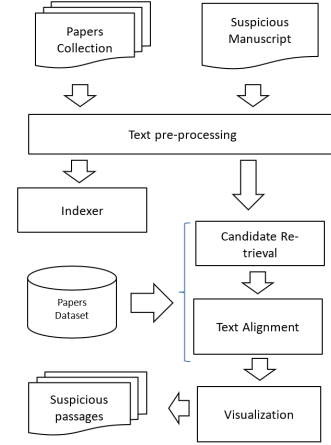 Papers
Collection
Suspicious
Manuscript
Text pre-processing
Indexer
Candidate Re-
trieval
Papers
Dataset
Text Alignment
Suspicious
passages
Visualization